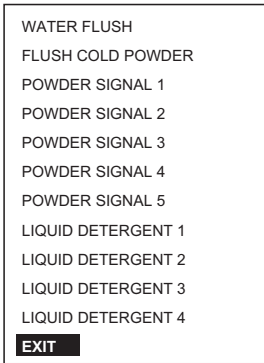 WATER FLUSH
FLUSH COLD POWDER
POWDER SIGNAL 1
POWDER SIGNAL 2
POWDER SIGNAL 3
POWDER SIGNAL 4
POWDER SIGNAL 5
LIQUID DETERGENT 1
LIQUID DETERGENT 2
LIQUID DETERGENT 3
LIQUID DETERGENT 4
EXIT